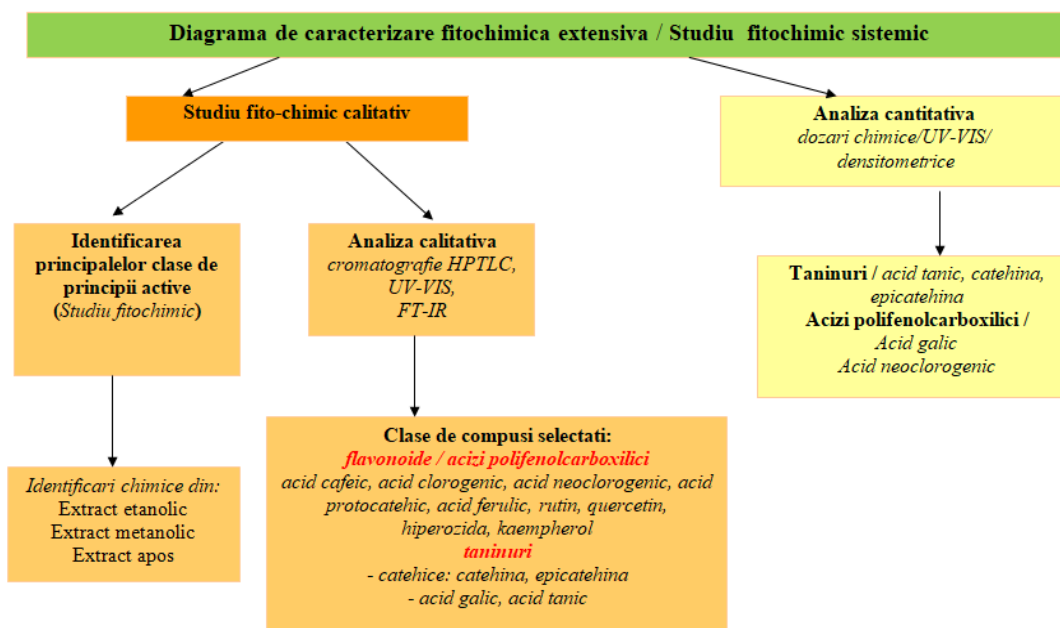 Diagrama de caracterizare fitochimica extensiva / Studiu fitochimic sistemic
Studiu fito-chimic calitativ
Analiza cantitativa
dozari chimice/UV-VIS/
densitometrice
Identificarea
principalelor clase de
principii active
(Studiu fitochimic)
Analiza calitativa
cromatografie HPTLC,
UV-VIS,
FT-IR
Taninuri / acid tanic, catehina,
epicatehina
Acizi polifenolcarboxilici /
Acid galic
Acid neoclorogenic
Identificari chimice din:
Extract etanolic
Extract metanolic
Extract apos
Clase de compusi selectati:
flavonoide / acizi polifenolcarboxilici
acid cafeic, acid clorogenic, acid neoclorogenic, acid
protocatehic, acid ferulic, rutin, quercetin,
hiperozida, kaempherol
taninuri
- catehice: catehina, epicatehina
- acid galic, acid tanic